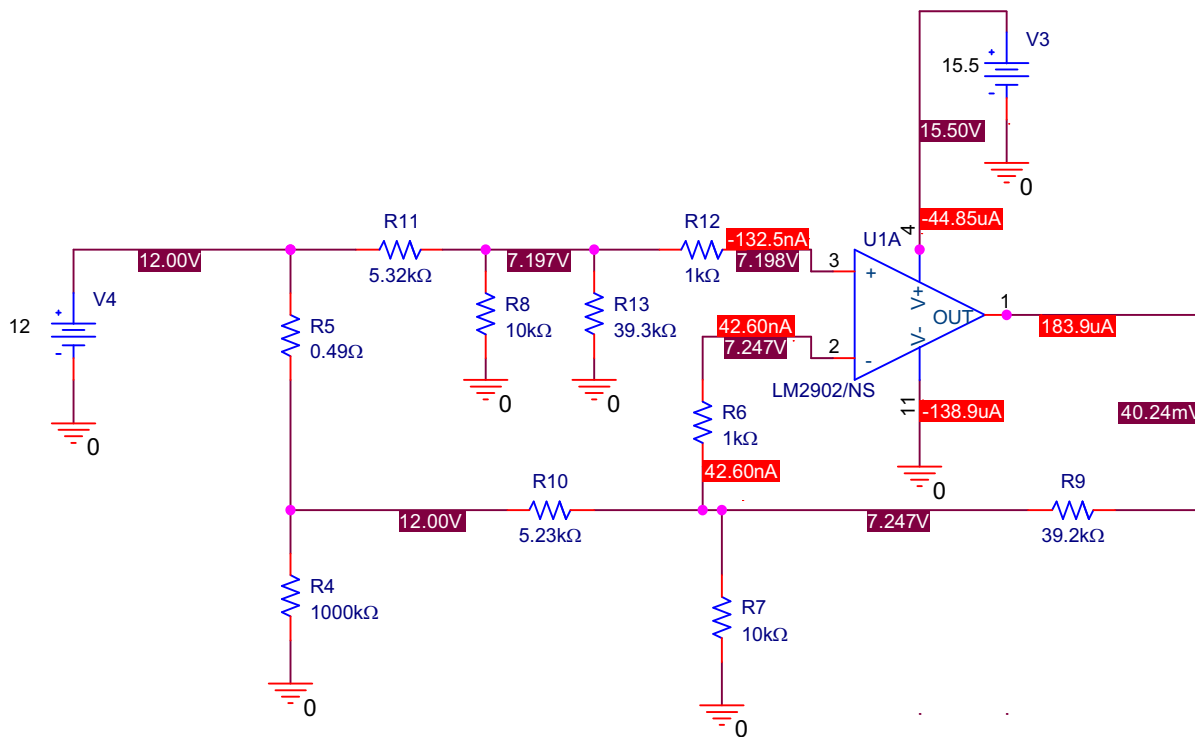 V3
15.5
15.50V
0
-44.85uA
4
R11
R12
-132.5nA
U1A
12.00V
7.197V
7.198V
5.32kΩ
1kΩ
3
+
V+
V4
12
R8
10kΩ
R13
39.3kΩ
1
OUT
R5
0.49Ω
42.60nA
183.9uA
7.247V
2
-
V-
LM2902/NS
0
0
0
R6
1kΩ
11
-138.9uA
40.24mV
42.60nA
0
R10
R9
12.00V
7.247V
5.23kΩ
39.2kΩ
R4
1000kΩ
R7
10kΩ
0
0